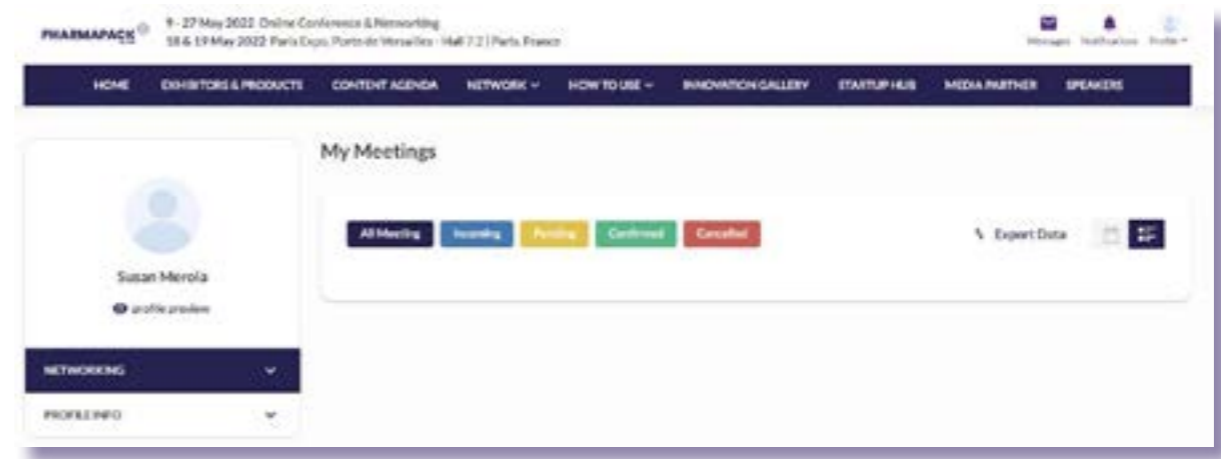 PHARMAPACK
9 - 27 May 2022 Online Conference & Networking
18 & 19 May 2022 Paris Expo, Porte de Versailles - Hall 7.2 | Paris, France
Messages Notifications Profile
HOME EXHIBITORS & PRODUCTS CONTENT AGENDA NETWORK HOW TO USE INNOVATION GALLERY STARTUP HUB MEDIA PARTNER SPEAKERS
My Meetings
All Meeting Incoming Pending Confirmed Cancelled
Export Data
Susan Merola
profile preview
NETWORKING
PROFILE INFO